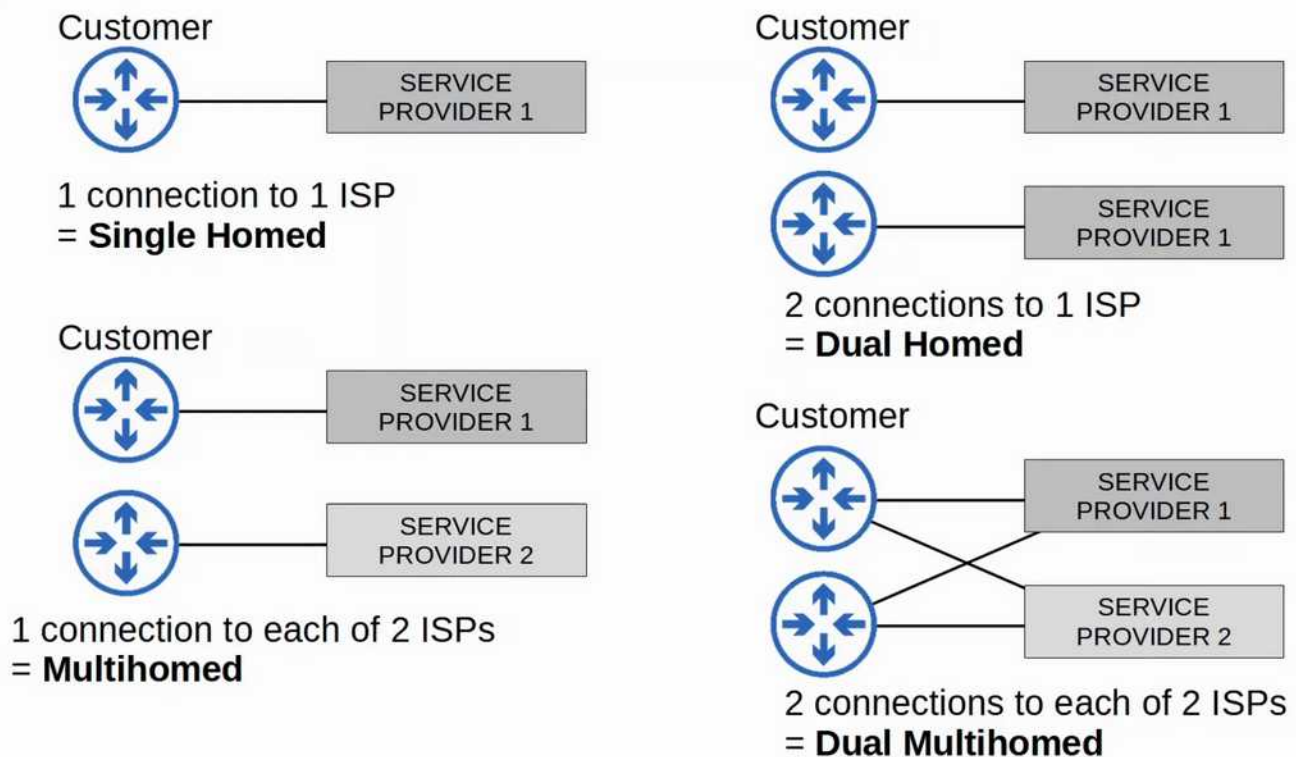 Customer
SERVICE
PROVIDER 1
1 connection to 1 ISP
= Single Homed
Customer
SERVICE
PROVIDER 1
SERVICE
PROVIDER 1
2 connections to 1 ISP
= Dual Homed
Customer
SERVICE
PROVIDER 1
SERVICE
PROVIDER 2
1 connection to each of 2 ISPs
= Multihomed
Customer
SERVICE
PROVIDER 1
SERVICE
PROVIDER 2
2 connections to each of 2 ISPs
= Dual Multihomed